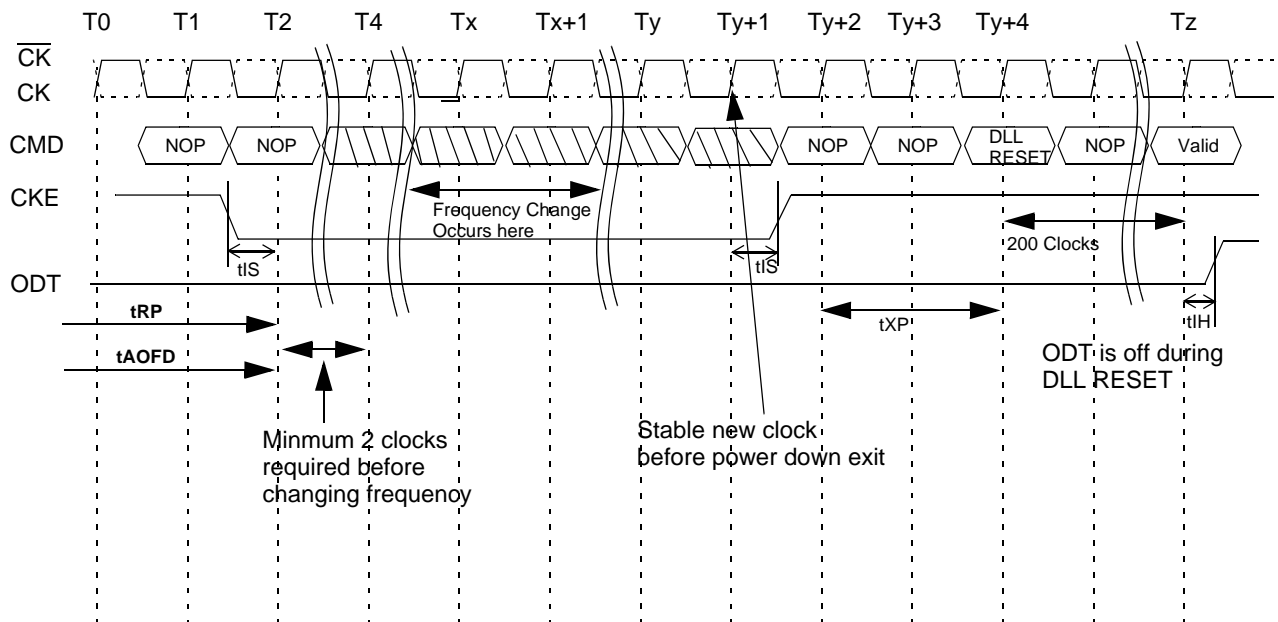 T0 T1 T2 T4 Tx Tx+1 Ty Ty+1 Ty+2 Ty+3 Ty+4 Tz
CK
CK
CMD NOP NOP NOP NOP DLL RESET NOP Valid
CKE
Frequency Change
Occurs here
200 Clocks
tIS
tIS
ODT
tRP
tXP
tIH
tAOFD
ODT is off during
DLL RESET
Minmum 2 clocks
required before
changing frequency
Stable new clock
before power down exit